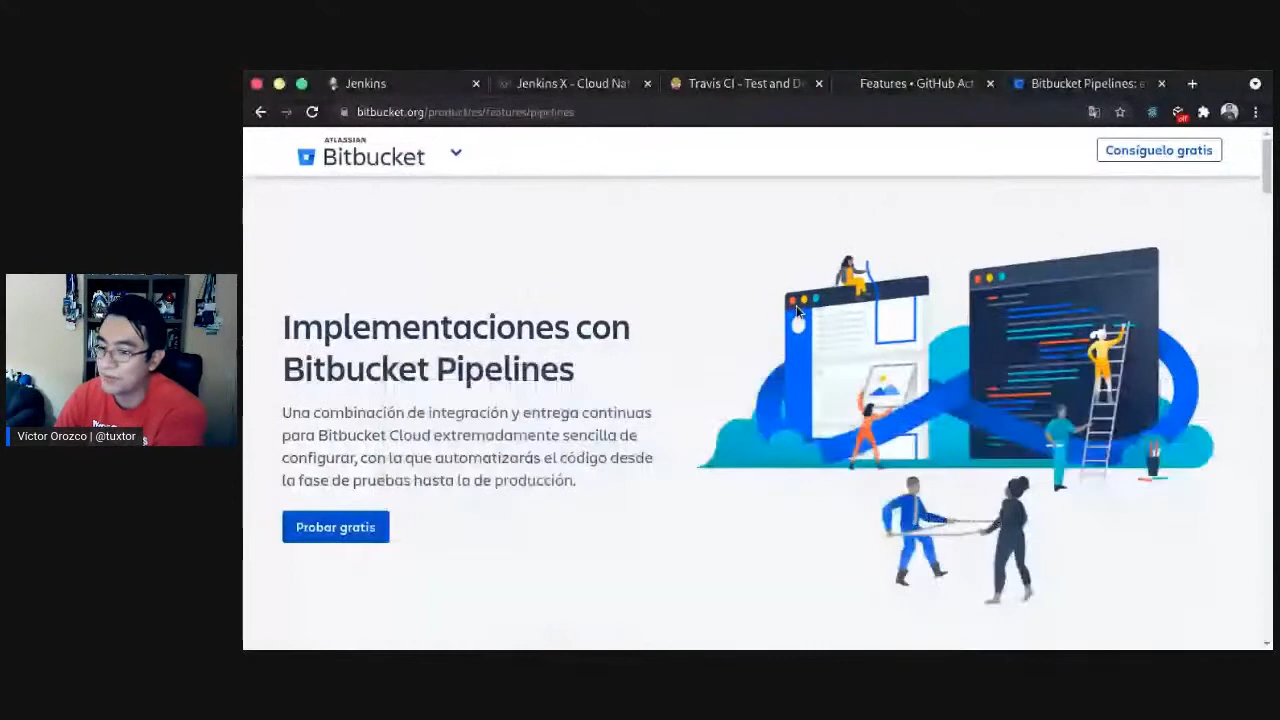 Jenkins
Jenkins X - Cloud Na
Travis CI - Test and D
Features • GitHub Act
Bitbucket Pipelines: e
bitbucket.org/product/es/features/pipelines
off
ATLASSIAN
Bitbucket
Consíguelo gratis
Implementaciones con
Bitbucket Pipelines
Una combinación de integración y entrega continuas
para Bitbucket Cloud extremadamente sencilla de
configurar, con la que automatizarás el código desde
la fase de pruebas hasta la de producción.
Probar gratis
Víctor Orozco | @tuxtor